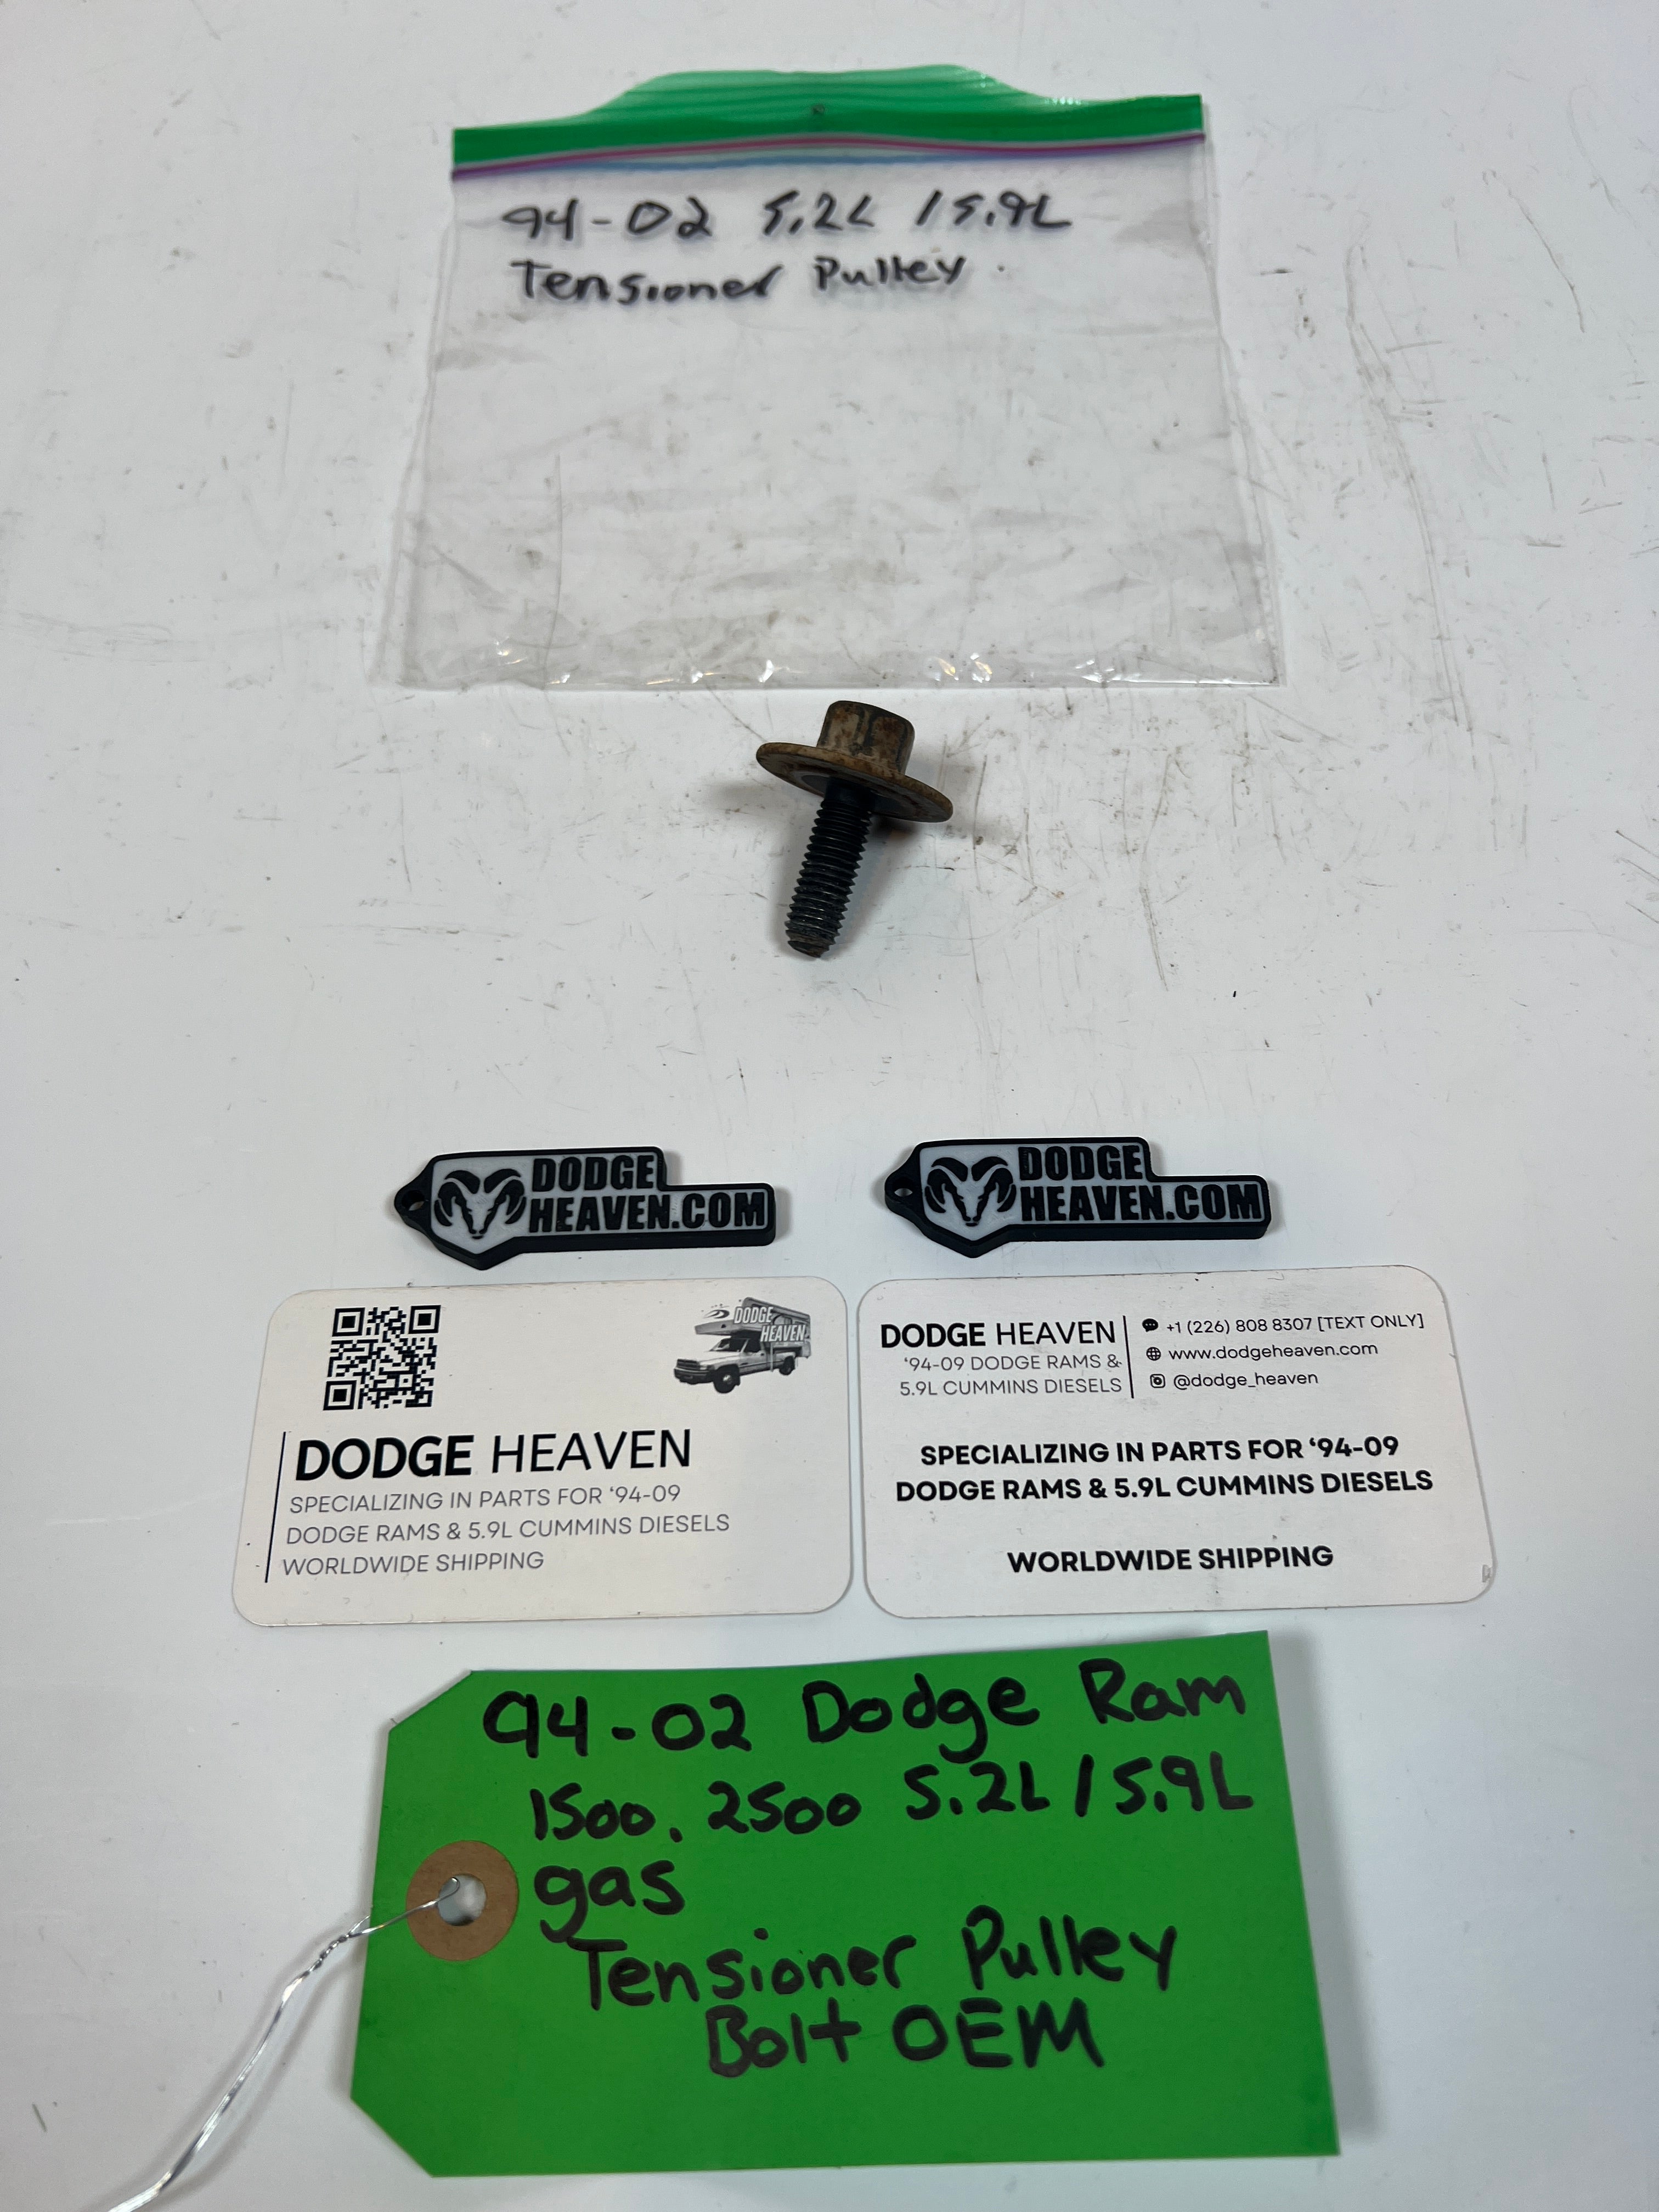 94-02 5.2L / 5.9L
Tensioner Pulley
DODGE
HEAVEN.COM
DODGE
HEAVEN.COM
DODGE
HEAVEN
DODGE HEAVEN
SPECIALIZING IN PARTS FOR ‘94-09
DODGE RAMS & 5.9L CUMMINS DIESELS
WORLDWIDE SHIPPING
DODGE HEAVEN
‘94-09 DODGE RAMS &
5.9L CUMMINS DIESELS
+1 (226) 808 8307 [TEXT ONLY]
www.dodgeheaven.com
@dodge_heaven
SPECIALIZING IN PARTS FOR ‘94-09
DODGE RAMS & 5.9L CUMMINS DIESELS
WORLDWIDE SHIPPING
94-02 Dodge Ram
1500, 2500 5.2L / 5.9L
gas
Tensioner Pulley
Bolt OEM